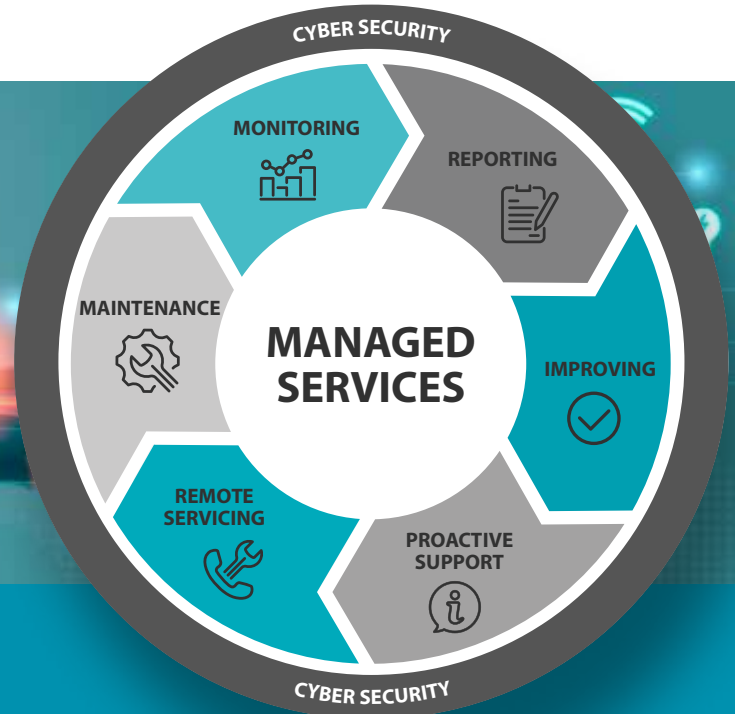 CYBER SECURITY
MONITORING
REPORTING
MAINTENANCE
MANAGED
SERVICES
IMPROVING
REMOTE
SERVICING
PROACTIVE
SUPPORT
CYBER SECURITY